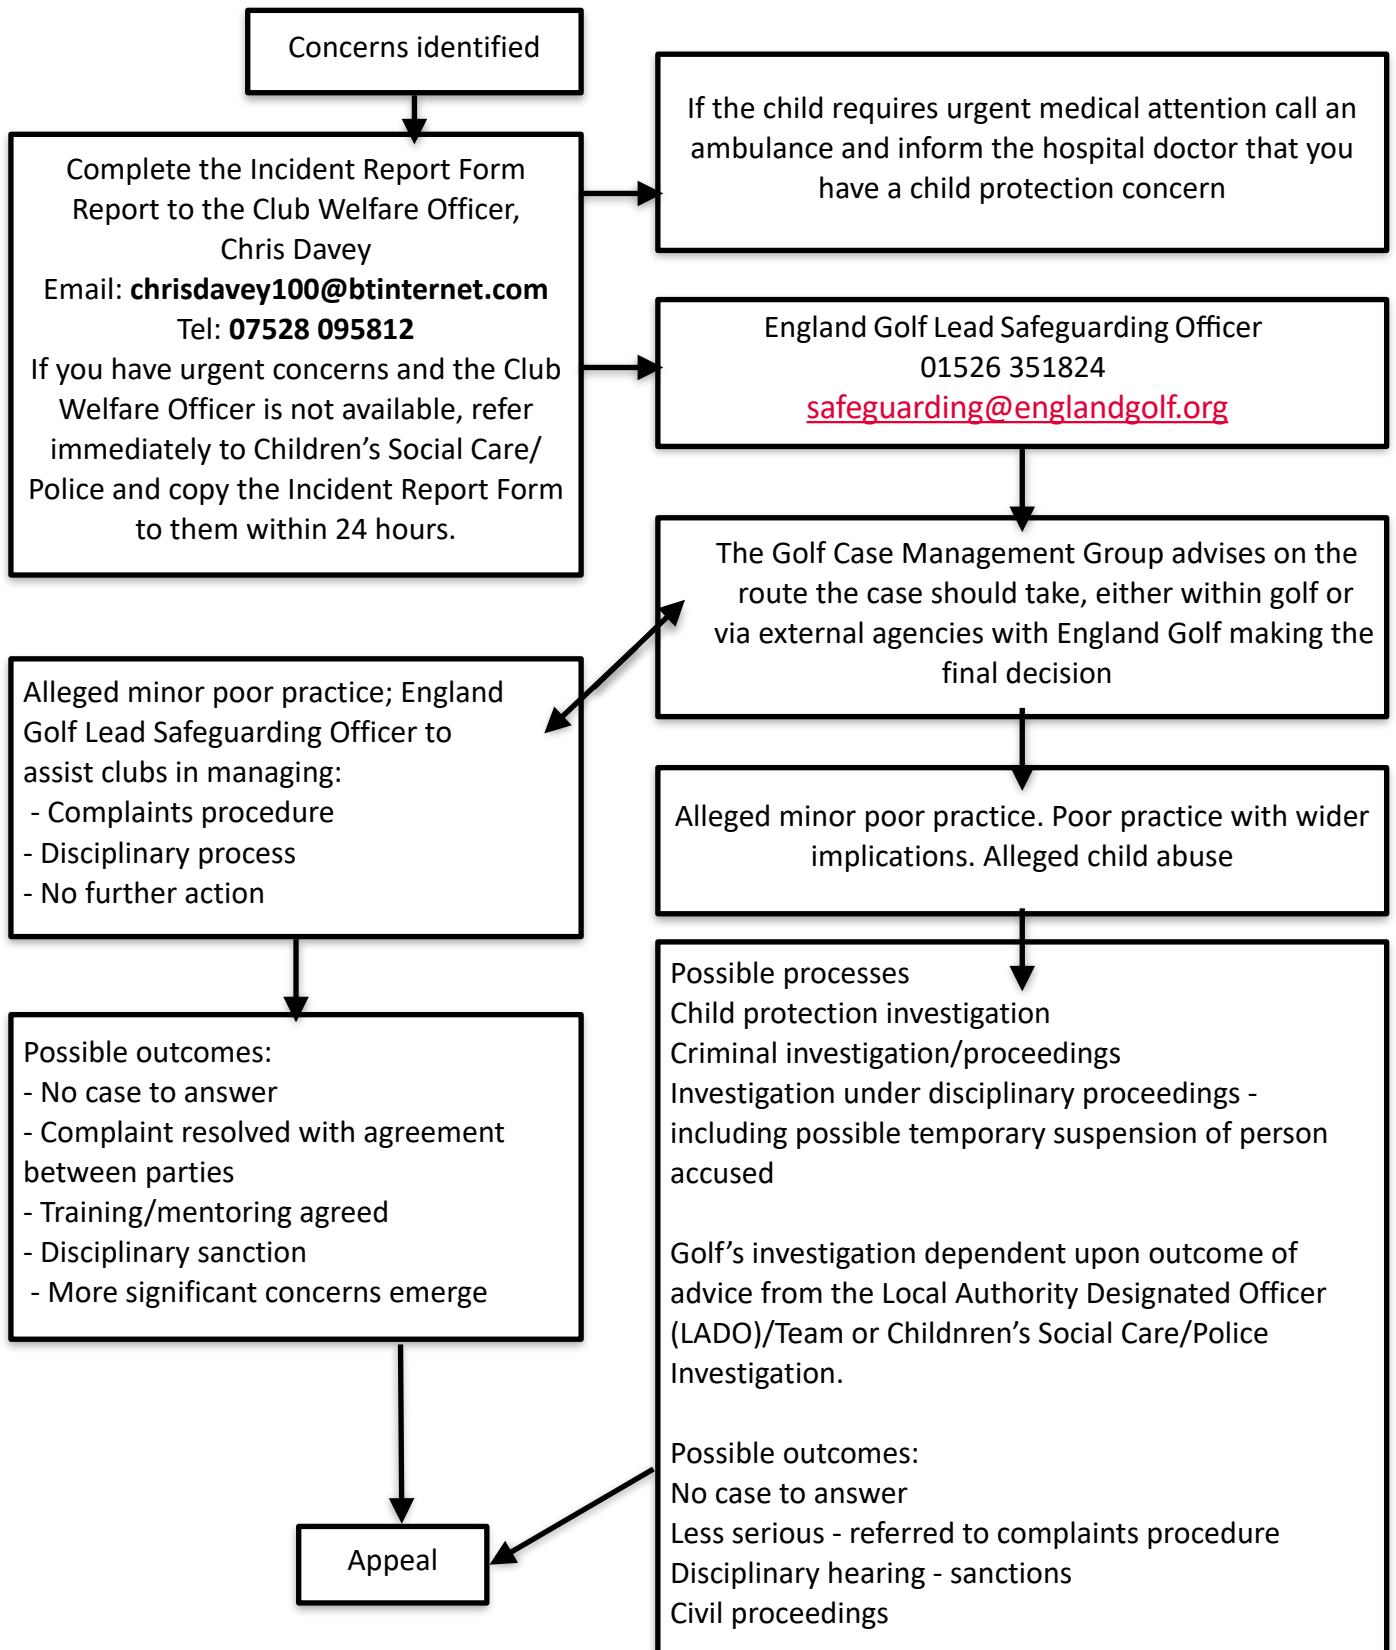 Concerns identified
If the child requires urgent medical attention call an
ambulance and inform the hospital doctor that you
have a child protection concern
Complete the Incident Report Form
Report to the Club Welfare Officer,
Chris Davey
Email: chrisdavey100@btinternet.com
Tel: 07528 095812
If you have urgent concerns and the Club
Welfare Officer is not available, refer
immediately to Children’s Social Care/
Police and copy the Incident Report Form
to them within 24 hours.
England Golf Lead Safeguarding Officer
01526 351824
safeguarding@englandgolf.org
The Golf Case Management Group advises on the
route the case should take, either within golf or
via external agencies with England Golf making the
final decision
Alleged minor poor practice; England
Golf Lead Safeguarding Officer to
assist clubs in managing:
- Complaints procedure
- Disciplinary process
- No further action
Alleged minor poor practice. Poor practice with wider
implications. Alleged child abuse
Possible outcomes:
- No case to answer
- Complaint resolved with agreement
between parties
- Training/mentoring agreed
- Disciplinary sanction
- More significant concerns emerge
Possible processes
Child protection investigation
Criminal investigation/proceedings
Investigation under disciplinary proceedings -
including possible temporary suspension of person
accused
Golf’s investigation dependent upon outcome of
advice from the Local Authority Designated Officer
(LADO)/Team or Childnren’s Social Care/Police
Investigation.
Possible outcomes:
No case to answer
Less serious - referred to complaints procedure
Disciplinary hearing - sanctions
Civil proceedings
Appeal